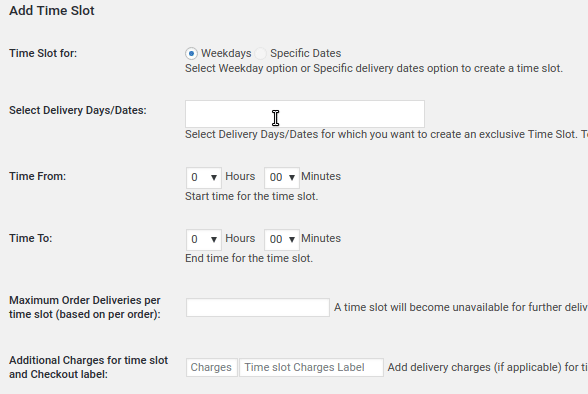 Add Time Slot
Time Slot for:
Weekdays Specific Dates
Select Weekday option or Specific delivery dates option to create a time slot.
Select Delivery Days/Dates:
Select Delivery Days/Dates for which you want to create an exclusive Time Slot.
Time From:
0 Hours 00 Minutes
Start time for the time slot.
Time To:
0 Hours 00 Minutes
End time for the time slot.
Maximum Order Deliveries per
time slot (based on per order):
A time slot will become unavailable for further
Additional Charges for time slot
and Checkout label:
Charges Time slot Charges Label Add delivery charges (if applicable) for